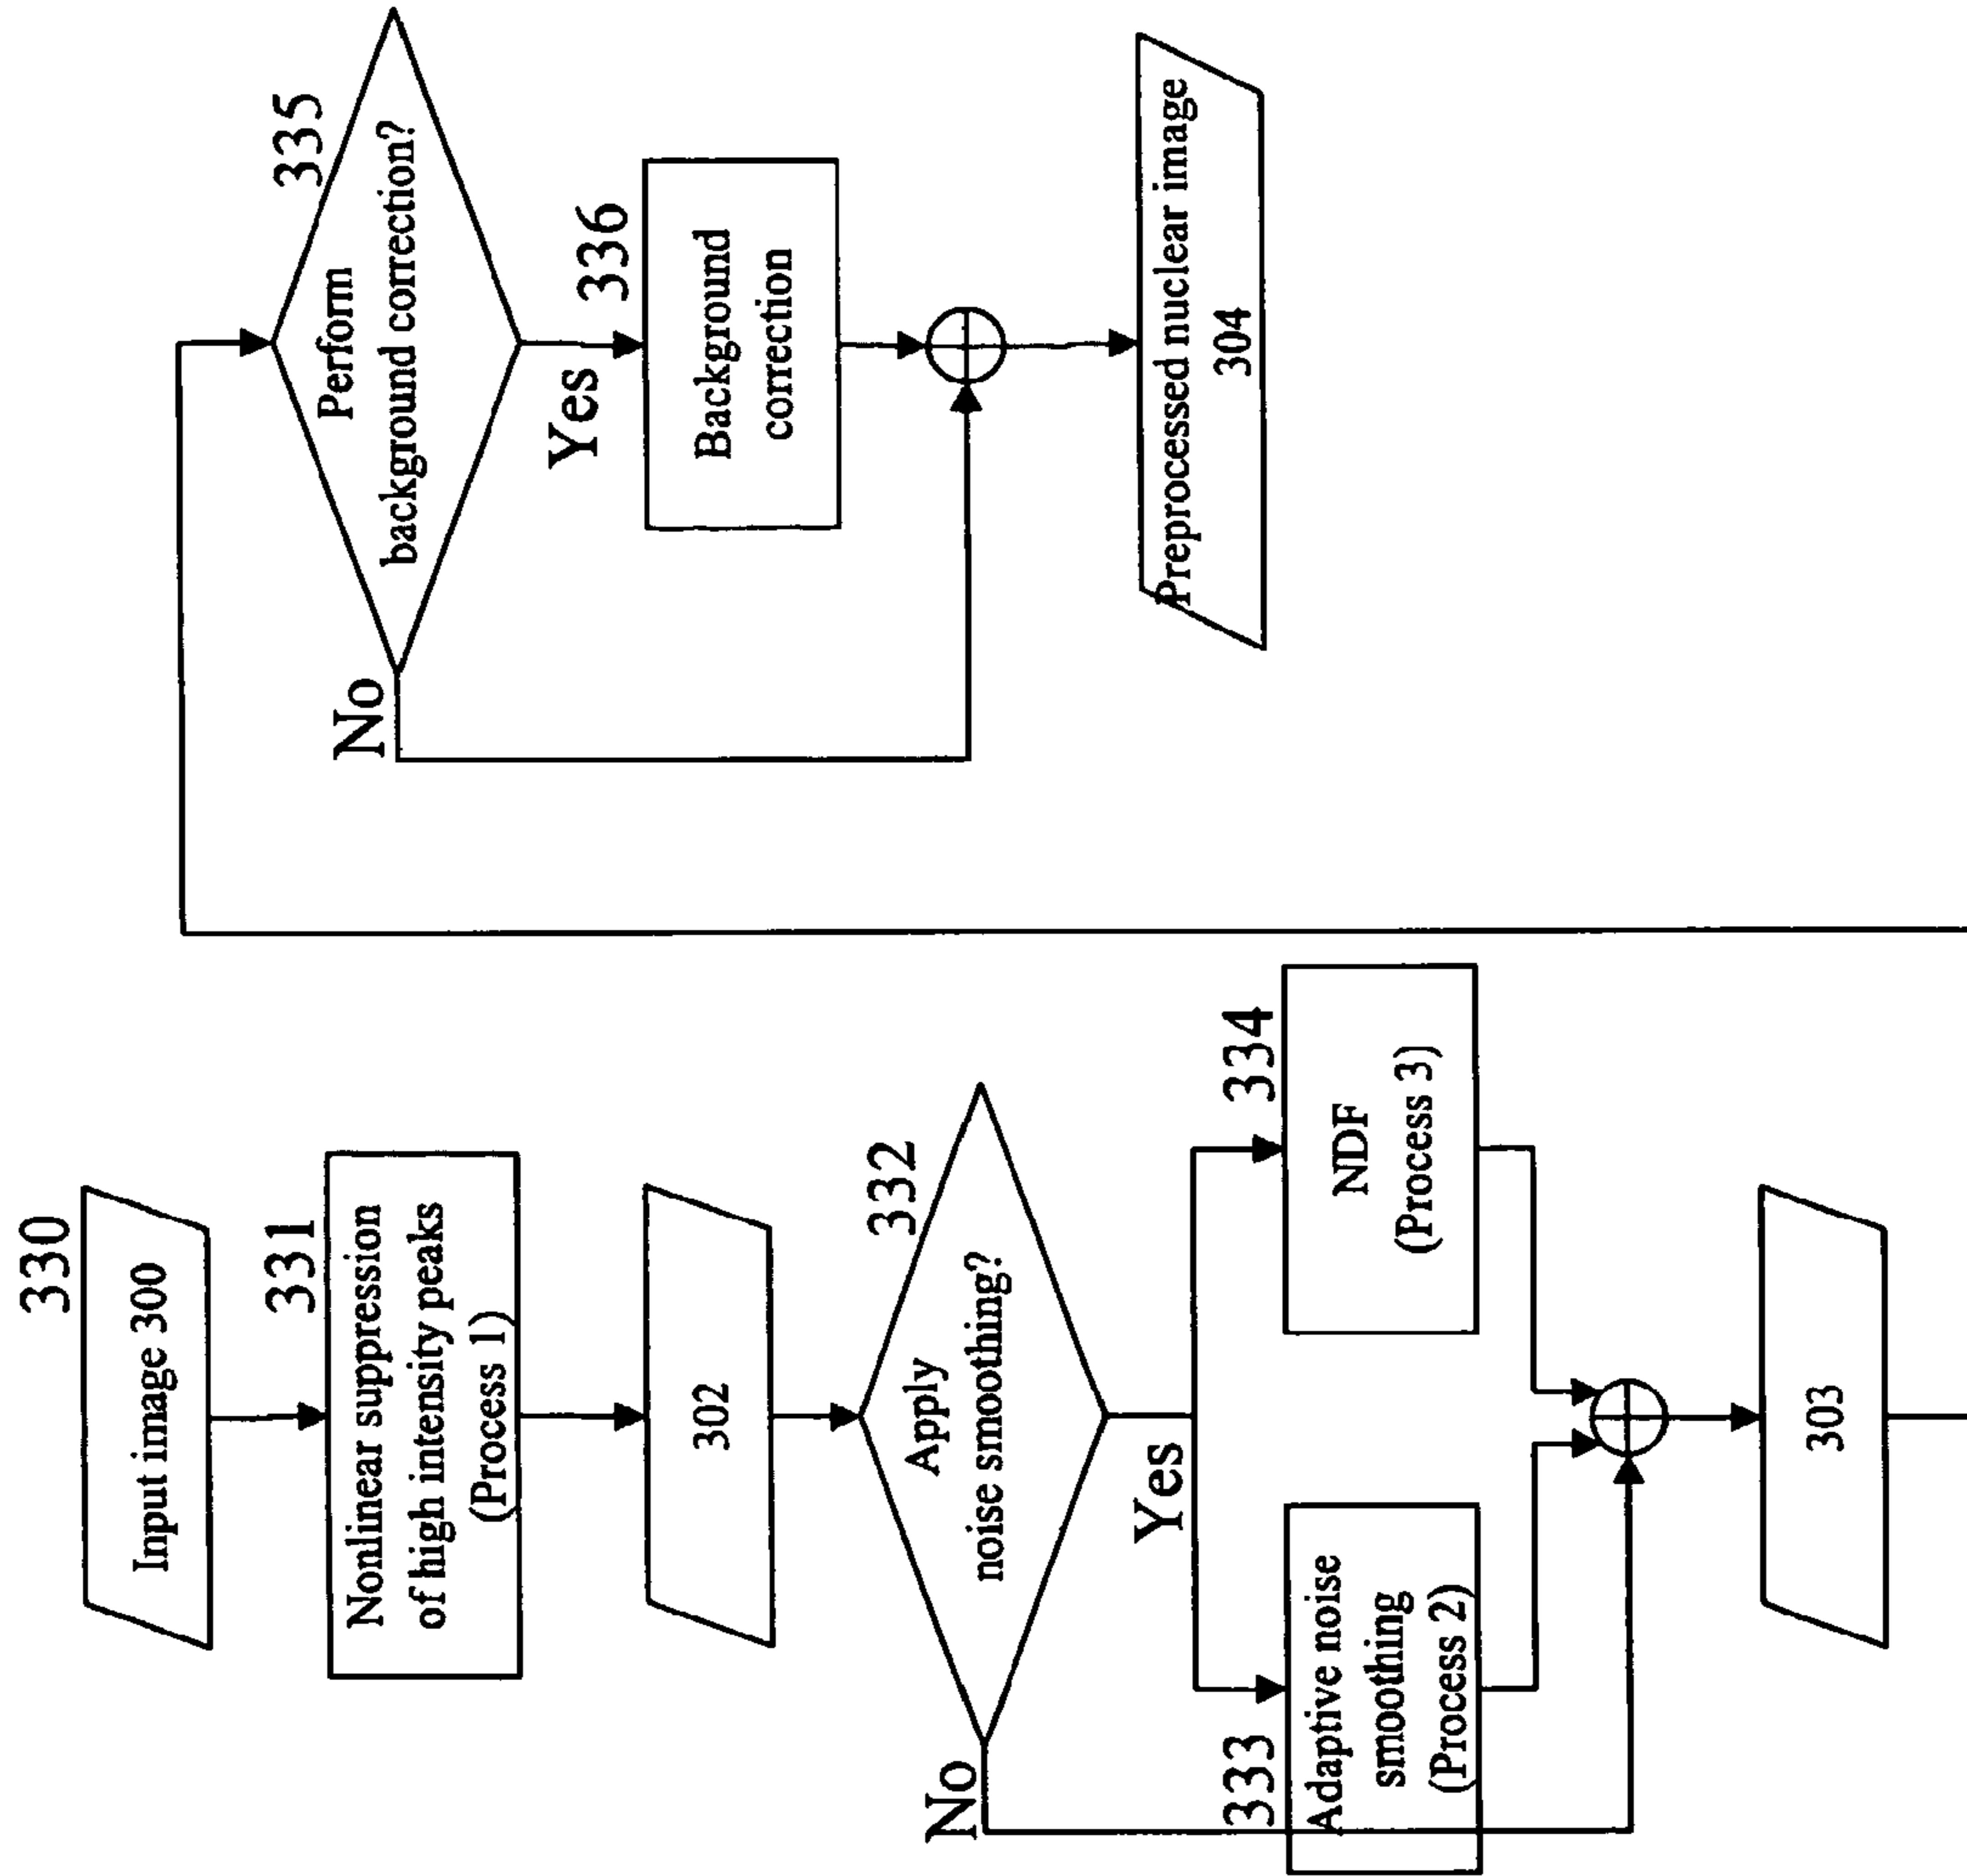 330
Input image 300
331
Nonlinear suppression
of high intensity peaks
(Process 1)
302
332
Apply
noise smoothing?
No
Yes
333
Adaptive noise
smoothing
(Process 2)
334
NDF
(Process 3)
303
335
Perform
background correction?
No
Yes
336
Background
correction
Preprocessed nuclear image
304